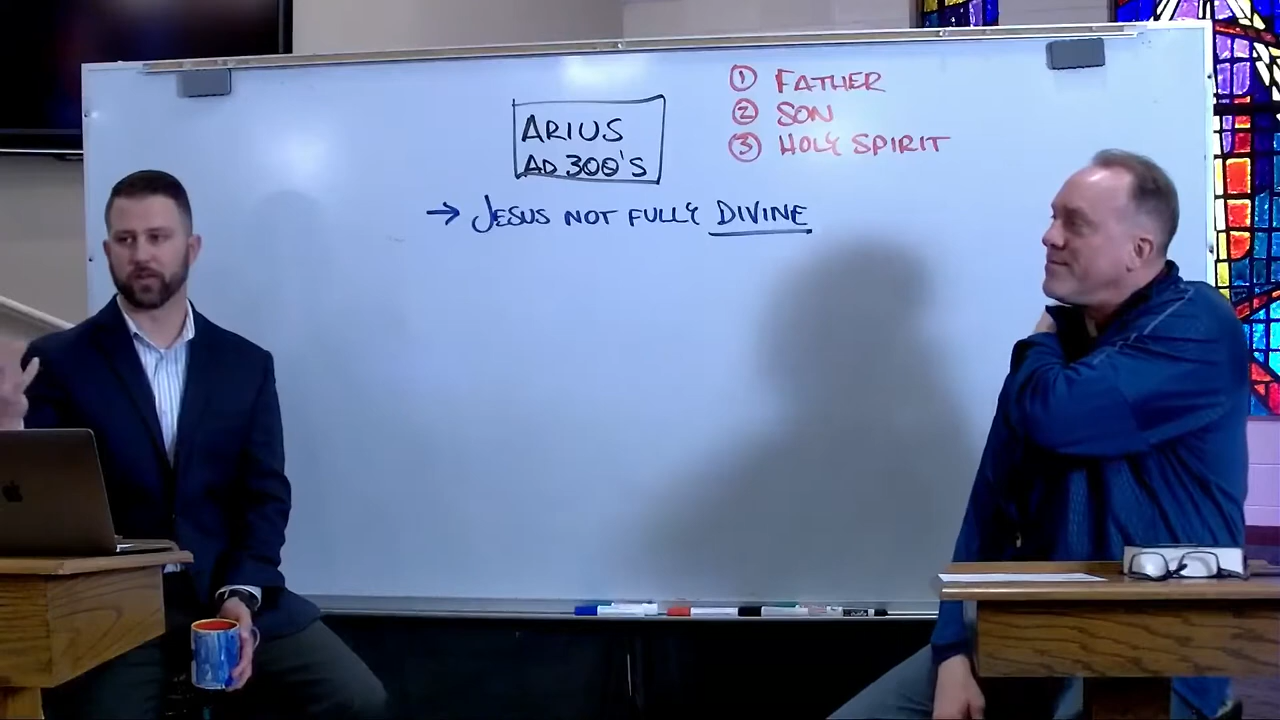 ① FATHER
② SON
③ HOLY SPIRIT
ARIUS
AD 300'S
→ JESUS NOT FULLY DIVINE